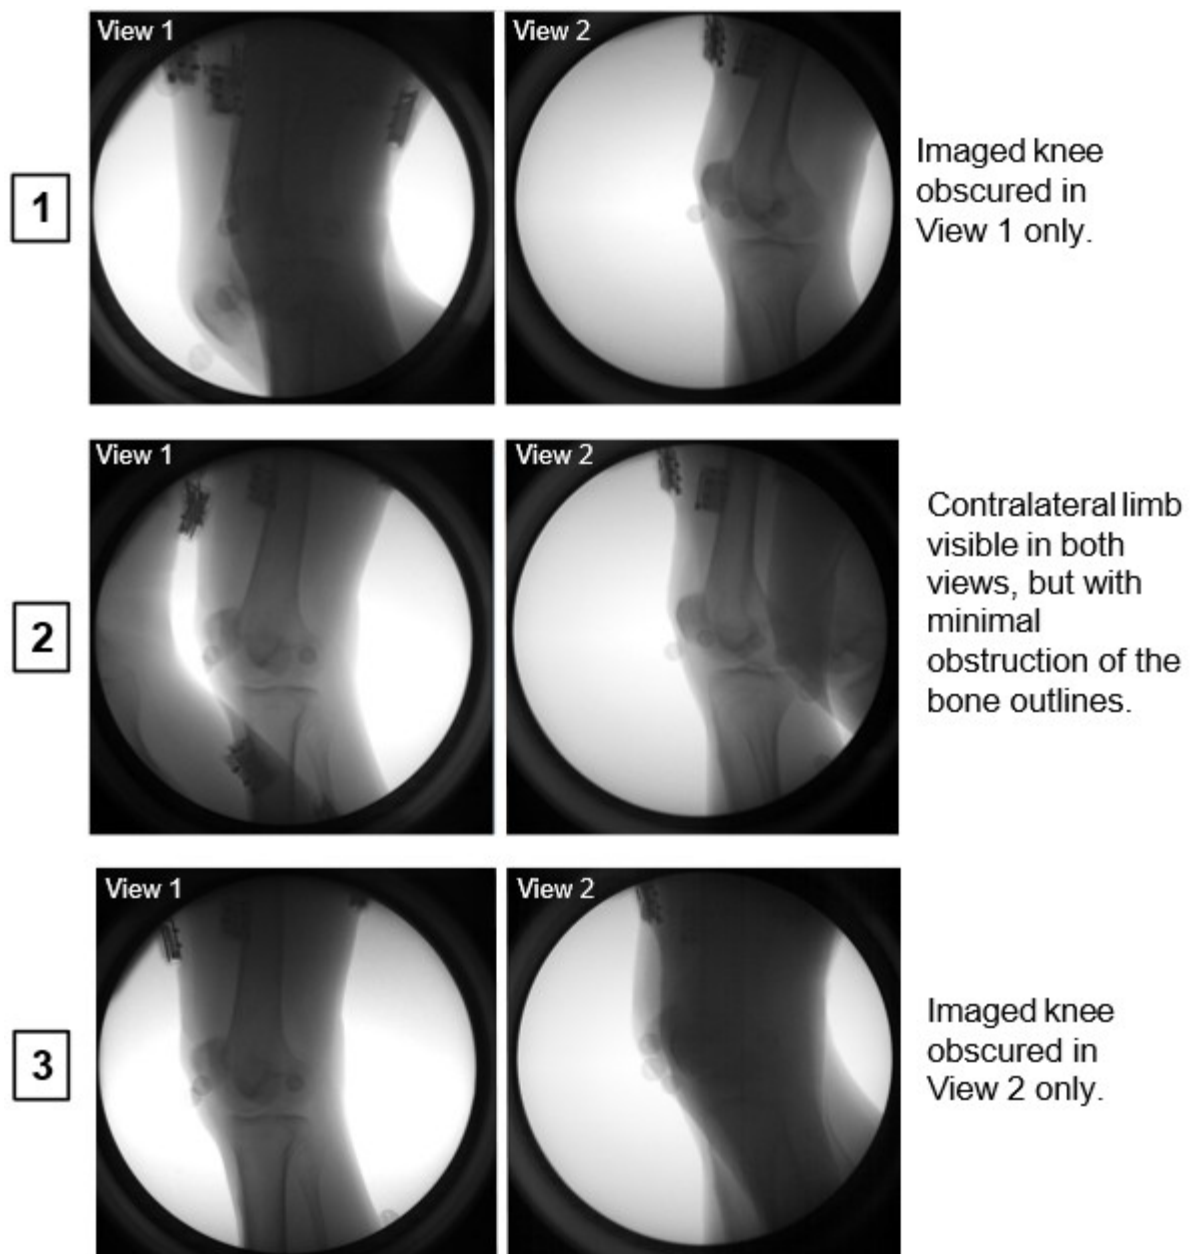 View 1
View 2
1
Imaged knee
obscured in
View 1 only.
View 1
View 2
2
Contralateral limb
visible in both
views, but with
minimal
obstruction of the
bone outlines.
View 1
View 2
3
Imaged knee
obscured in
View 2 only.